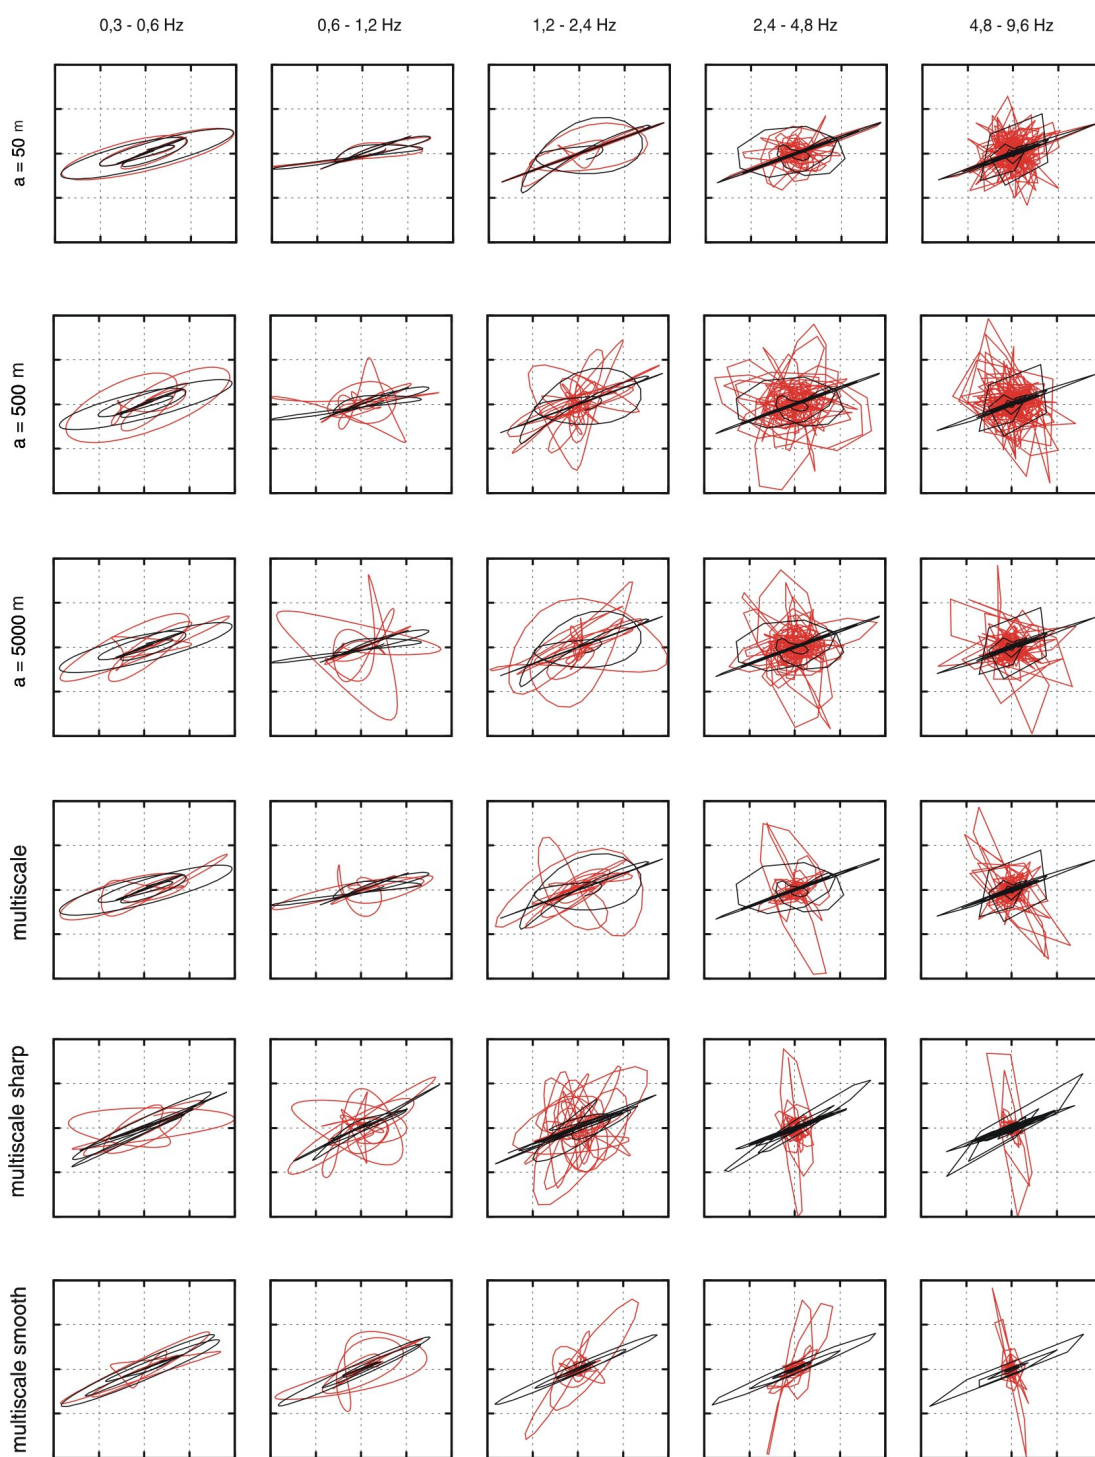 0,3 - 0,6 Hz
0,6 - 1,2 Hz
1,2 - 2,4 Hz
2,4 - 4,8 Hz
4,8 - 9,6 Hz
a = 50 m
a = 500 m
a = 5000 m
multiscale
multiscale sharp
multiscale smooth